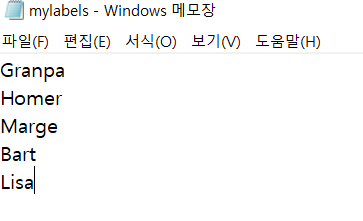 mylabels - Windows 메모장
파일(F) 편집(E) 서식(O) 보기(V) 도움말(H)
Granpa
Homer
Marge
Bart
Lisa